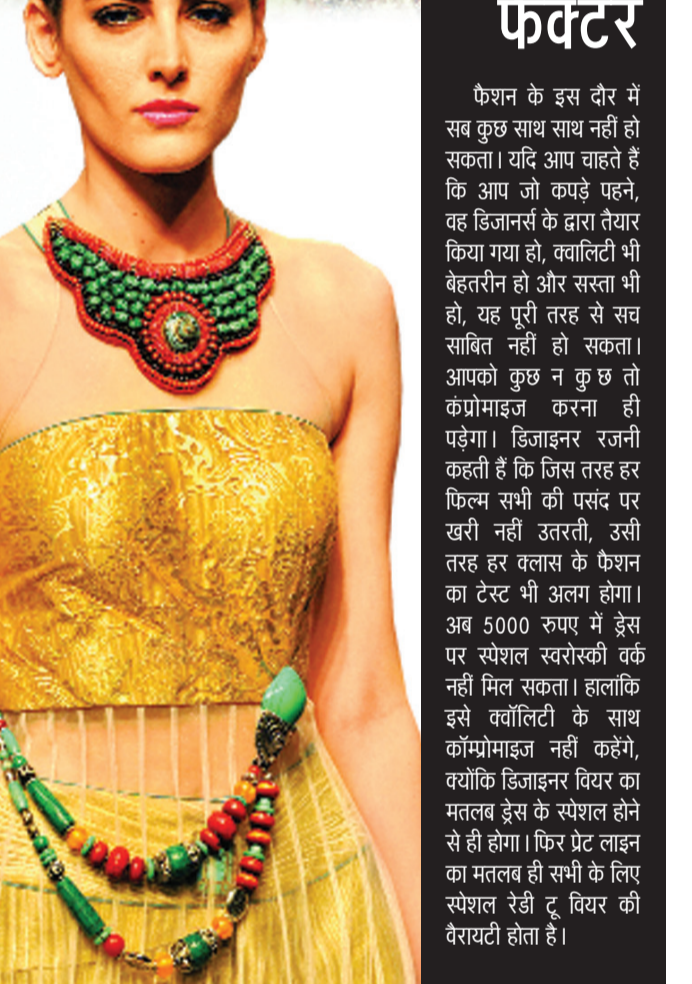 फैक्टर
फैशन के इस दौर में
सब कुछ साथ साथ नहीं हो
सकता। यदि आप चाहते हैं
कि आप जो कपड़े पहने,
वह डिजानर्स के द्वारा तैयार
किया गया हो, क्वालिटी भी
बेहतरीन हो और सस्ता भी
हो, यह पूरी तरह से सच
साबित नहीं हो सकता।
आपको कुछ न कु छ तो
कंप्रोमाइज करना ही
पड़ेगा। डिजाइनर रजनी
कहती हैं कि जिस तरह हर
फिल्म सभी की पसंद पर
खरी नहीं उतरती, उसी
तरह हर क्लास के फैशन
का टेस्ट भी अलग होगा।
अब 5000 रुपए में ड्रेस
पर स्पेशल स्वरोस्की वर्क
नहीं मिल सकता। हालांकि
इसे क्वॉलिटी के साथ
कॉम्प्रोमाइज नहीं कहेंगे,
क्योंकि डिजाइनर वियर का
मतलब ड्रेस के स्पेशल होने
से ही होगा। फिर प्रेट लाइन
का मतलब ही सभी के लिए
स्पेशल रेडी टू वियर की
वैरायटी होता है।